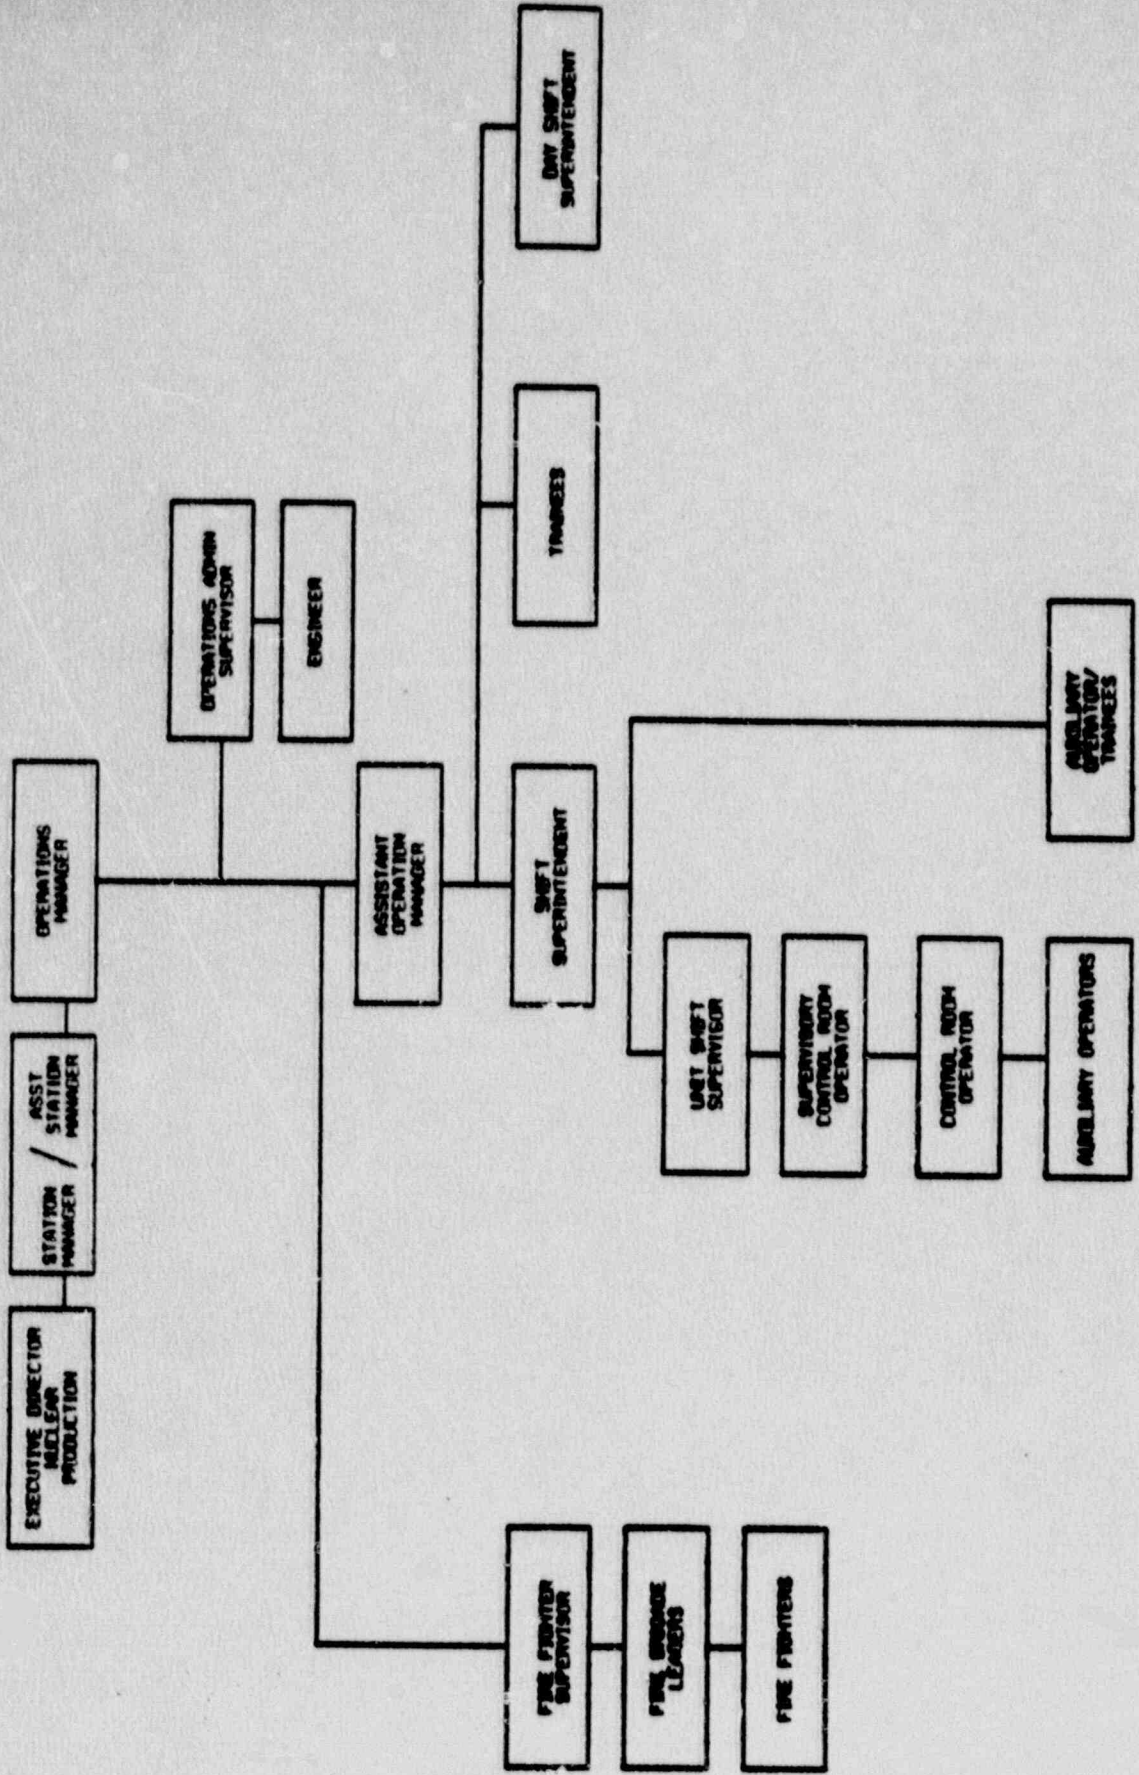 EXECUTIVE DIRECTOR
NUCLEAR
PRODUCTION
STATION
MANAGER
/
ASST
STATION
MANAGER
OPERATIONS
MANAGER
OPERATIONS ADMIN
SUPERVISOR
ENGINEER
ASSISTANT
OPERATION
MANAGER
FIRE FIGHTER
SUPERVISOR
FIRE BRIGADE
LEADERS
FIRE FIGHTERS
SHIFT
SUPERINTENDENT
TRAINEES
DAY SHIFT
SUPERINTENDENT
UNIT SHIFT
SUPERVISOR
SUPERVISORY
CONTROL ROOM
OPERATOR
CONTROL ROOM
OPERATOR
AUXILIARY OPERATORS
AUXILIARY
OPERATOR/
TRAINEES